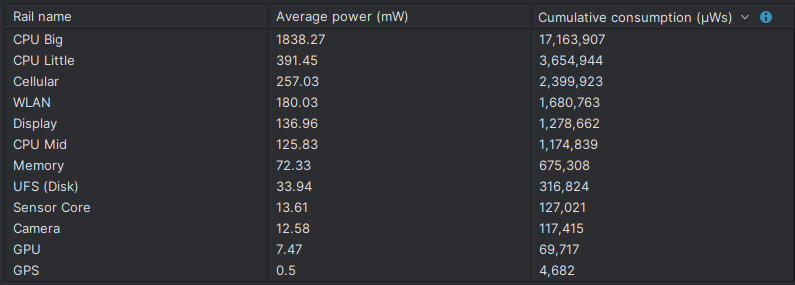 Rail name Average power (mW) Cumulative consumption (µWs)
CPU Big 1838.27 17,163,907
CPU Little 391.45 3,654,944
Cellular 257.03 2,399,923
WLAN 180.03 1,680,763
Display 136.96 1,278,662
CPU Mid 125.83 1,174,839
Memory 72.33 675,308
UFS (Disk) 33.94 316,824
Sensor Core 13.61 127,021
Camera 12.58 117,415
GPU 7.47 69,717
GPS 0.5 4,682